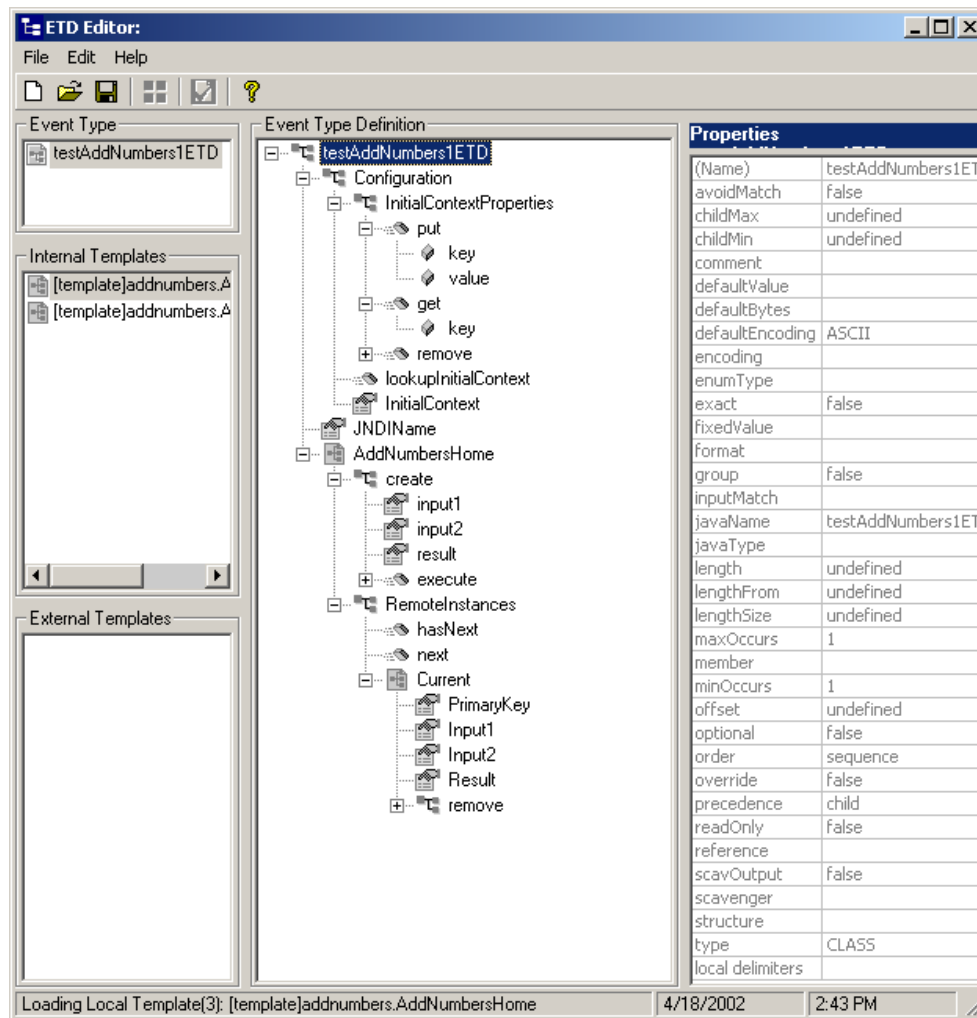 ETD Editor:
File Edit Help
Event Type
testAddNumbers1ETD
Internal Templates
[template]addnumbers.A
[template]addnumbers.A
External Templates
Event Type Definition
testAddNumbers1ETD
Configuration
InitialContextProperties
put
key
value
get
key
remove
lookupInitialContext
InitialContext
JNDIName
AddNumbersHome
create
input1
input2
result
execute
RemoteInstances
hasNext
next
Current
PrimaryKey
Input1
Input2
Result
remove
Properties
(Name) testAddNumbers1ET
avoidMatch false
childMax undefined
childMin undefined
comment
defaultValue
defaultBytes
defaultEncoding ASCII
encoding
enumType
exact false
fixedValue
format
group false
inputMatch
javaName testAddNumbers1ET
javaType
length undefined
lengthFrom undefined
lengthSize undefined
maxOccurs 1
member
minOccurs 1
offset undefined
optional false
order sequence
override false
precedence child
readOnly false
reference
scavOutput false
scavenger
structure
type CLASS
local delimiters
Loading Local Template(3): [template]addnumbers.AddNumbersHome 4/18/2002 2:43 PM